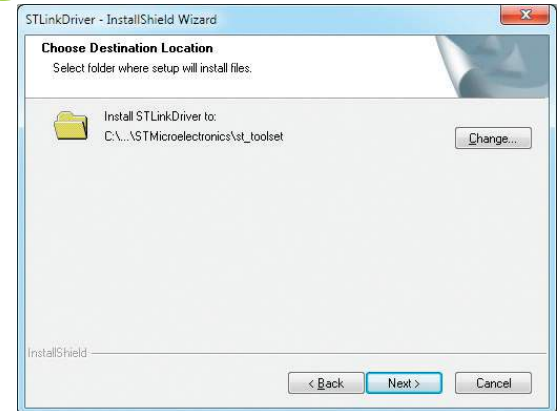 STLinkDriver - InstallShield Wizard
Choose Destination Location
Select folder where setup will install files.
Install STLinkDriver to:
C:\...\STMicroelectronics\st_toolset
Change...
InstallShield
< Back
Next >
Cancel